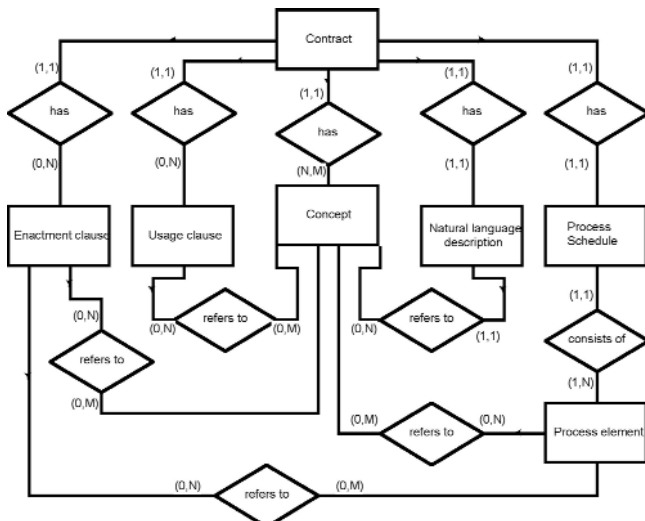 Contract
(1,1)
(1,1)
(1,1)
(1,1)
(1,1)
has
has
has
has
has
(0,N)
(0,N)
(N,M)
(1,1)
(1,1)
Enactment clause
Usage clause
Concept
Natural language
description
Process
Schedule
(1,1)
(0,N)
(0,N)
refers to
(0,M)
(0,N)
refers to
(1,1)
consists of
refers to
(0,M)
(1,N)
(0,M)
refers to
(0,N)
Process element
(0,N)
refers to
(0,M)